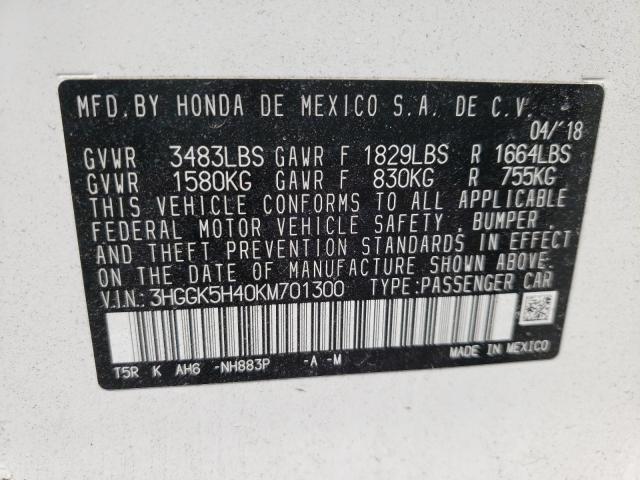 MFD. BY HONDA DE MEXICO S.A. DE C.V.
04/'18
GVWR 3483LBS GAWR F 1829LBS R 1664LBS
GVWR 1580KG GAWR F 830KG R 755KG
THIS VEHICLE CONFORMS TO ALL APPLICABLE
FEDERAL MOTOR VEHICLE SAFETY, BUMPER,
AND THEFT PREVENTION STANDARDS IN EFFECT
ON THE DATE OF MANUFACTURE SHOWN ABOVE.
V.I.N.: 3HGGK5H40KM701300 TYPE: PASSENGER CAR
T5R K AH6 -NH883P -A -M MADE IN MEXICO